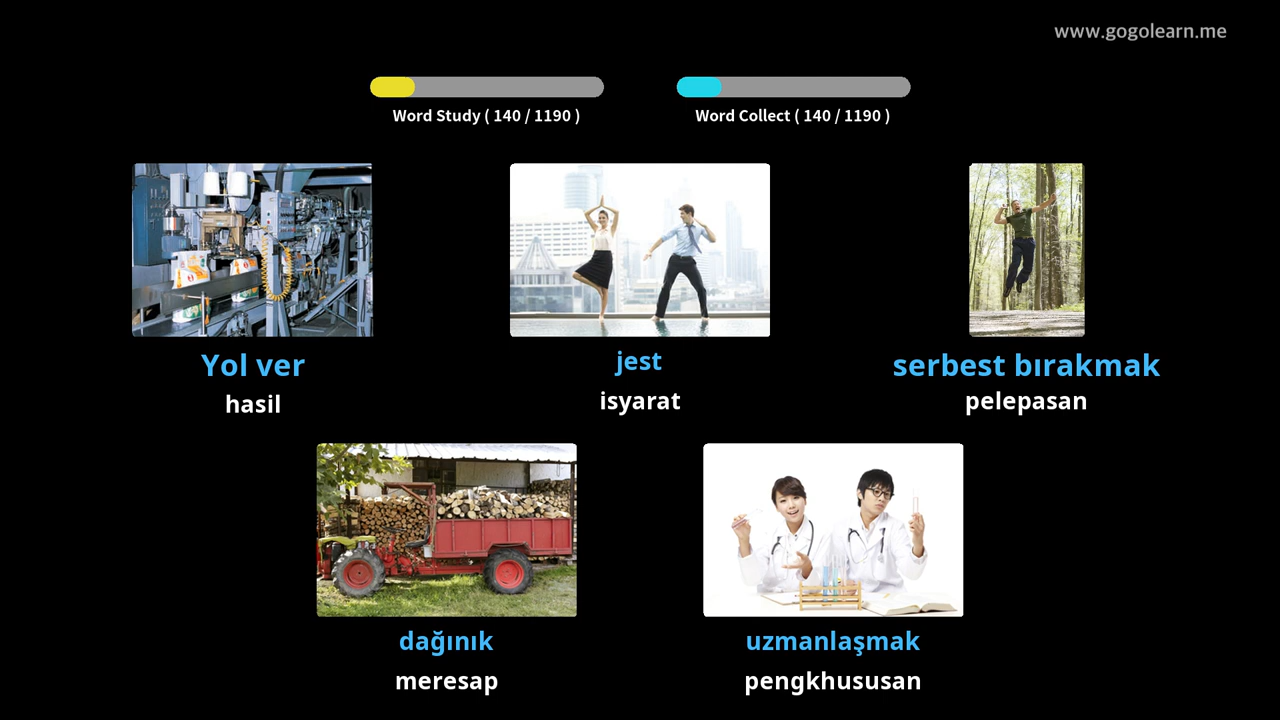 www.gogolearn.me
Word Study ( 140 / 1190 )
Word Collect ( 140 / 1190 )
Yol ver
hasil
jest
isyarat
serbest bırakmak
pelepasan
dağınık
meresap
uzmanlaşmak
pengkhususan